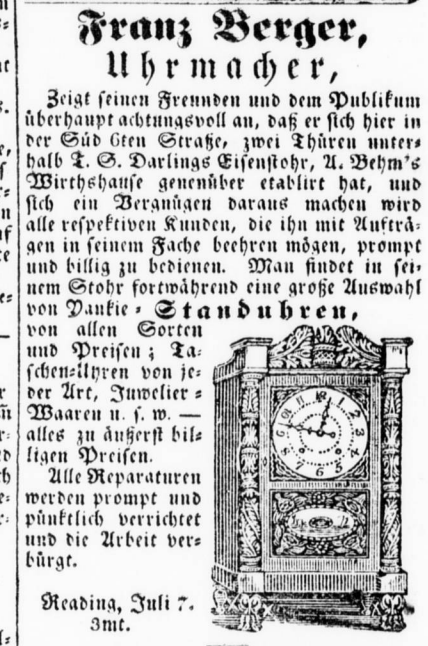 Franz Berger,
Uhrmacher,
Zeigt seinen Freunden und dem Publikum
überhaupt achtungsvoll an, daß er sich hier in
der Süd 6ten Straße, zwei Thüren unter-
halb T. S. Darlings Eisenstohr, A. Behm's
Wirthshause genenüber etablirt hat, und
sich ein Vergnügen daraus machen wird
alle respektiven Kunden, die ihn mit Aufträ-
gen in seinem Fache beehren mögen, prompt
und billig zu bedienen. Man findet in sei-
nem Stohr fortwährend eine große Auswahl
von Yankie-Standuhren,
von allen Sorten
und Preisen; Ta-
schen-Uhren von je-
der Art, Juwelier-
Waaren u. s. w. —
alles zu äußerst bil-
ligen Preisen.
Alle Reparaturen
werden prompt und
pünktlich verrichtet
und die Arbeit ver-
bürgt.
Reading, Juli 7.
3mt.